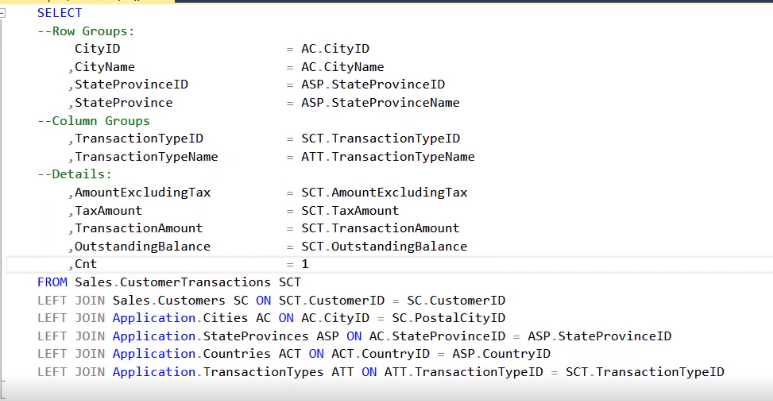 SELECT
--Row Groups:
CityID = AC.CityID
,CityName = AC.CityName
,StateProvinceID = ASP.StateProvinceID
,StateProvince = ASP.StateProvinceName
--Column Groups
,TransactionTypeID = SCT.TransactionTypeID
,TransactionTypeName = ATT.TransactionTypeName
--Details:
,AmountExcludingTax = SCT.AmountExcludingTax
,TaxAmount = SCT.TaxAmount
,TransactionAmount = SCT.TransactionAmount
,OutstandingBalance = SCT.OutstandingBalance
,Cnt = 1
FROM Sales.CustomerTransactions SCT
LEFT JOIN Sales.Customers SC ON SCT.CustomerID = SC.CustomerID
LEFT JOIN Application.Cities AC ON AC.CityID = SC.PostalCityID
LEFT JOIN Application.StateProvinces ASP ON AC.StateProvinceID = ASP.StateProvinceID
LEFT JOIN Application.Countries ACT ON ACT.CountryID = ASP.CountryID
LEFT JOIN Application.TransactionTypes ATT ON ATT.TransactionTypeID = SCT.TransactionTypeID